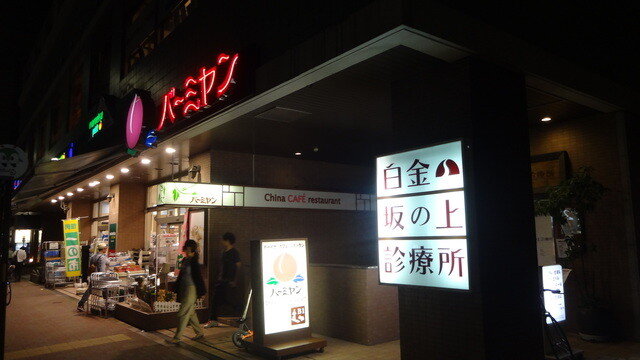 バーミヤン
バーミヤン
China CAFE restaurant
バーミヤン
白金
坂の上
診療所